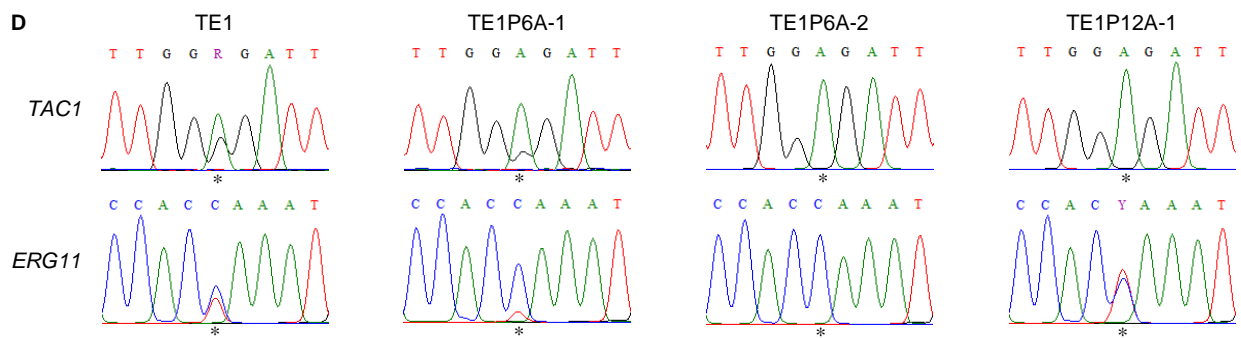 D TE1 TE1P6A-1 TE1P6A-2 TE1P12A-1
T T G G R G A T T T T G G A G A T T T T G G A G A T T T T G G A G A T T
TAC1
* * * *
C C A C C A A A T C C A C C A A A T C C A C C A A A T C C A C Y A A A T
ERG11
* * * *